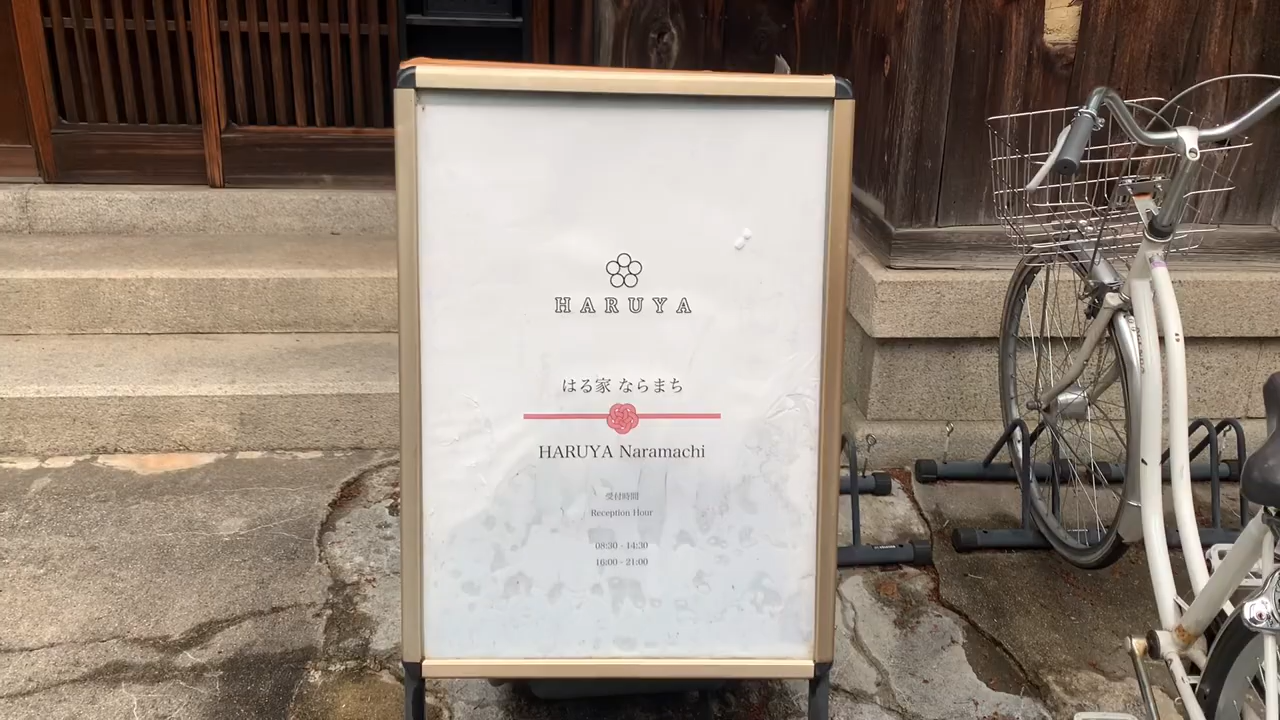 HARUYA
はる家 ならまち
HARUYA Naramachi
受付時間
Reception Hour
08:30 - 14:30
16:00 - 21:00